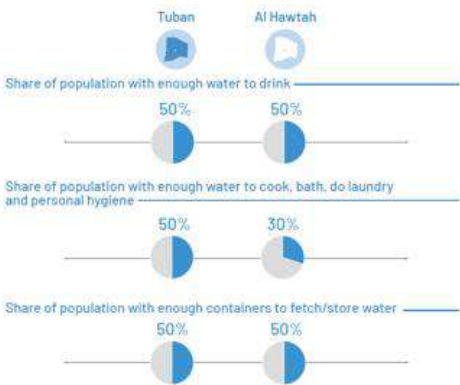 Tuban Al Hawtah
Share of population with enough water to drink
50% 50%
Share of population with enough water to cook, bath, do laundry
and personal hygiene
50% 30%
Share of population with enough containers to fetch/store water
50% 50%